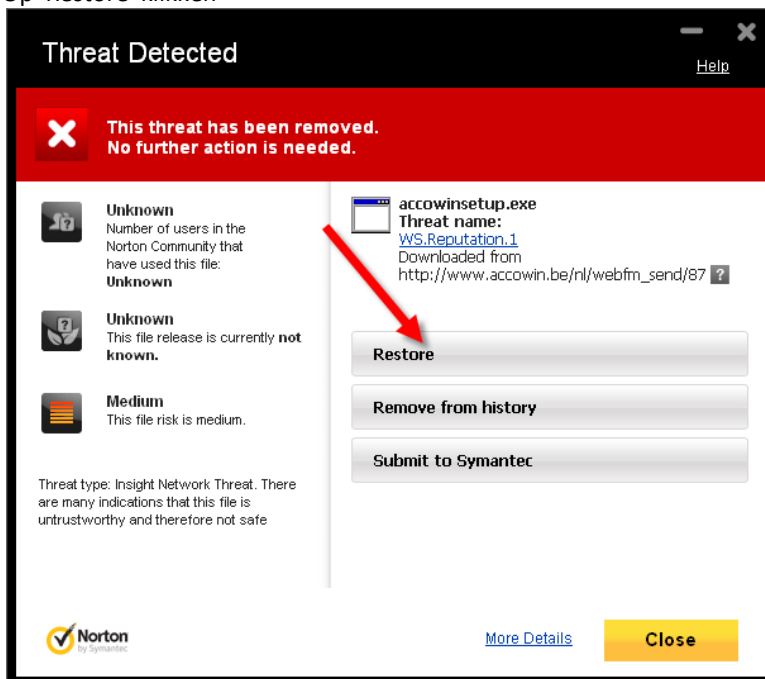 Op Restore klikken
Threat Detected
Help
This threat has been removed.
No further action is needed.
Unknown
Number of users in the
Norton Community that
have used this file:
Unknown
Unknown
This file release is currently not
known.
Medium
This file risk is medium.
Threat type: Insight Network Threat. There
are many indications that this file is
untrustworthy and therefore not safe
accowinsetup.exe
Threat name:
WS.Reputation.1
Downloaded from
http://www.accowin.be/nl/webfm_send/87 ?
Restore
Remove from history
Submit to Symantec
Norton
by Symantec
More Details
Close